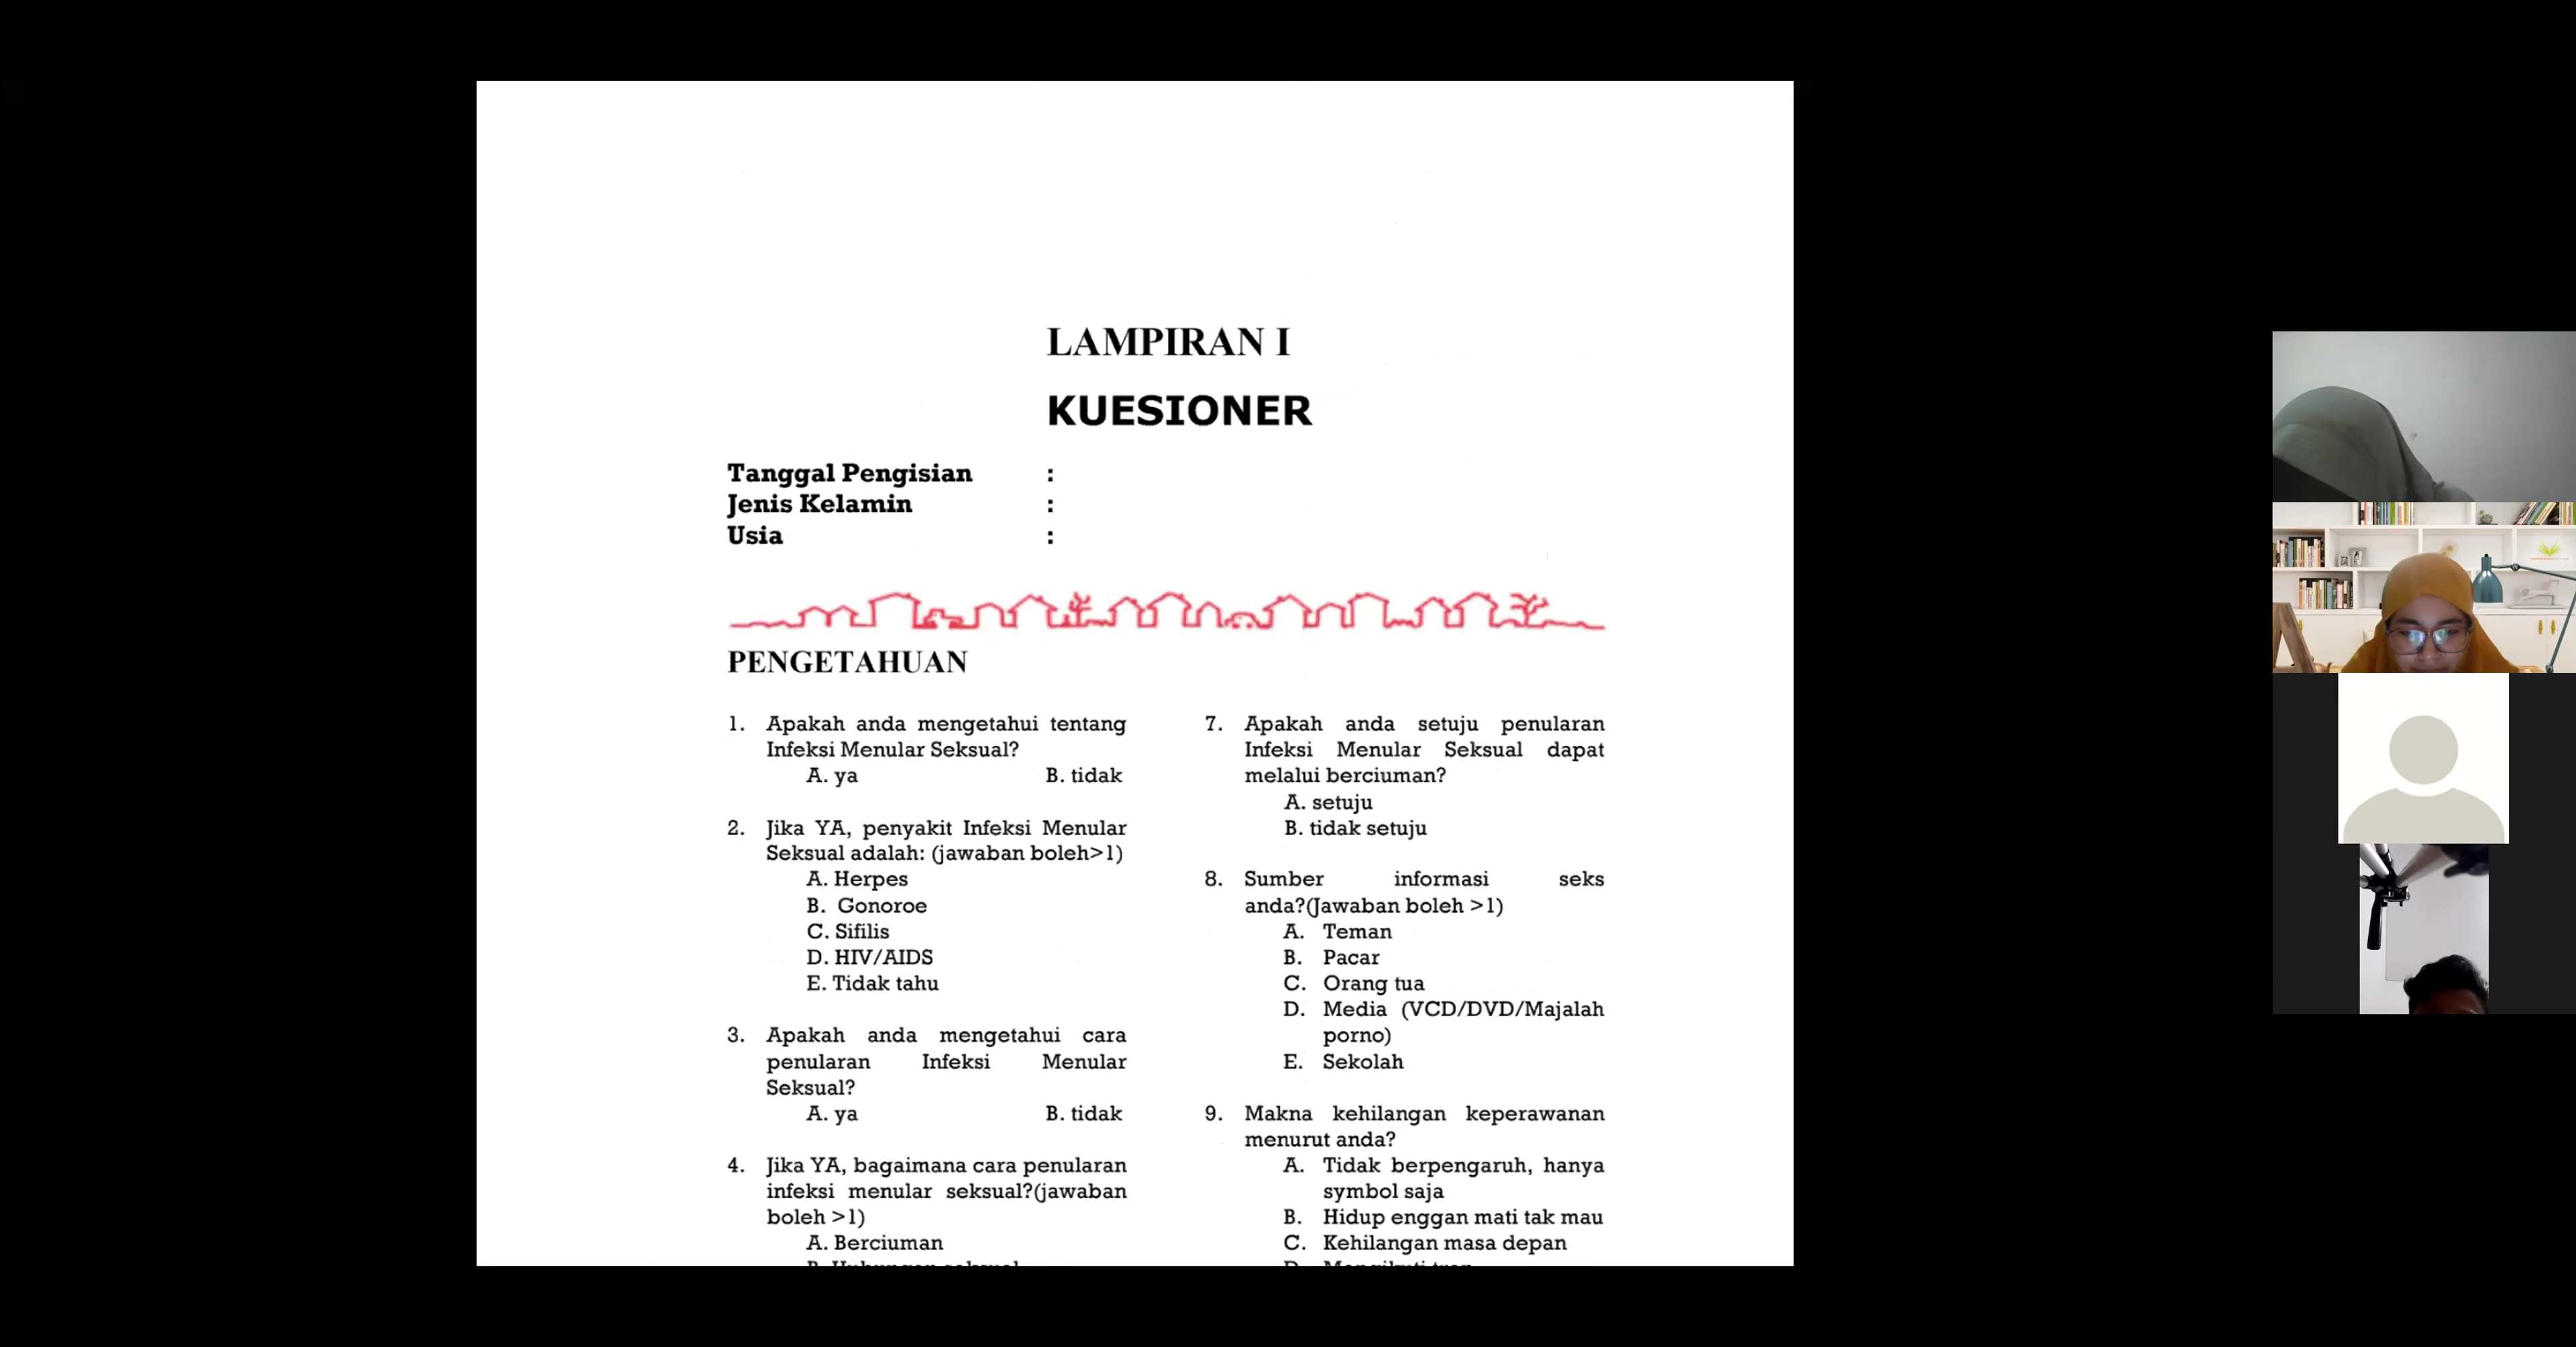 LAMPIRAN I
KUESIONER
Tanggal Pengisian :
Jenis Kelamin :
Usia :
PENGETAHUAN
1. Apakah anda mengetahui tentang
Infeksi Menular Seksual?
A. ya B. tidak
2. Jika YA, penyakit Infeksi Menular
Seksual adalah: (jawaban boleh>1)
A. Herpes
B. Gonoroe
C. Sifilis
D. HIV/AIDS
E. Tidak tahu
3. Apakah anda mengetahui cara
penularan Infeksi Menular
Seksual?
A. ya B. tidak
4. Jika YA, bagaimana cara penularan
infeksi menular seksual?(jawaban
boleh >1)
A. Berciuman
B. Hubungan seksual
7. Apakah anda setuju penularan
Infeksi Menular Seksual dapat
melalui berciuman?
A. setuju
B. tidak setuju
8. Sumber informasi seks
anda?(Jawaban boleh >1)
A. Teman
B. Pacar
C. Orang tua
D. Media (VCD/DVD/Majalah
porno)
E. Sekolah
9. Makna kehilangan keperawanan
menurut anda?
A. Tidak berpengaruh, hanya
symbol saja
B. Hidup enggan mati tak mau
C. Kehilangan masa depan
D. Mengikuti tren